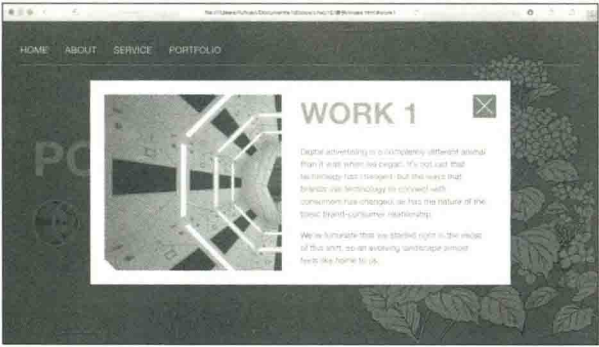 HOME ABOUT SERVICE PORTFOLIO
PO
WORK 1
Digital advertising is a completely different animal
than it was when we began. It's not just that
technology has changed, but the ways that
brands use technology to connect with
consumers has changed, as has the nature of the
basic brand–consumer relationship.
We're fortunate that we started right in the midst
of this shift, so an evolving landscape almost
feels like home to us.